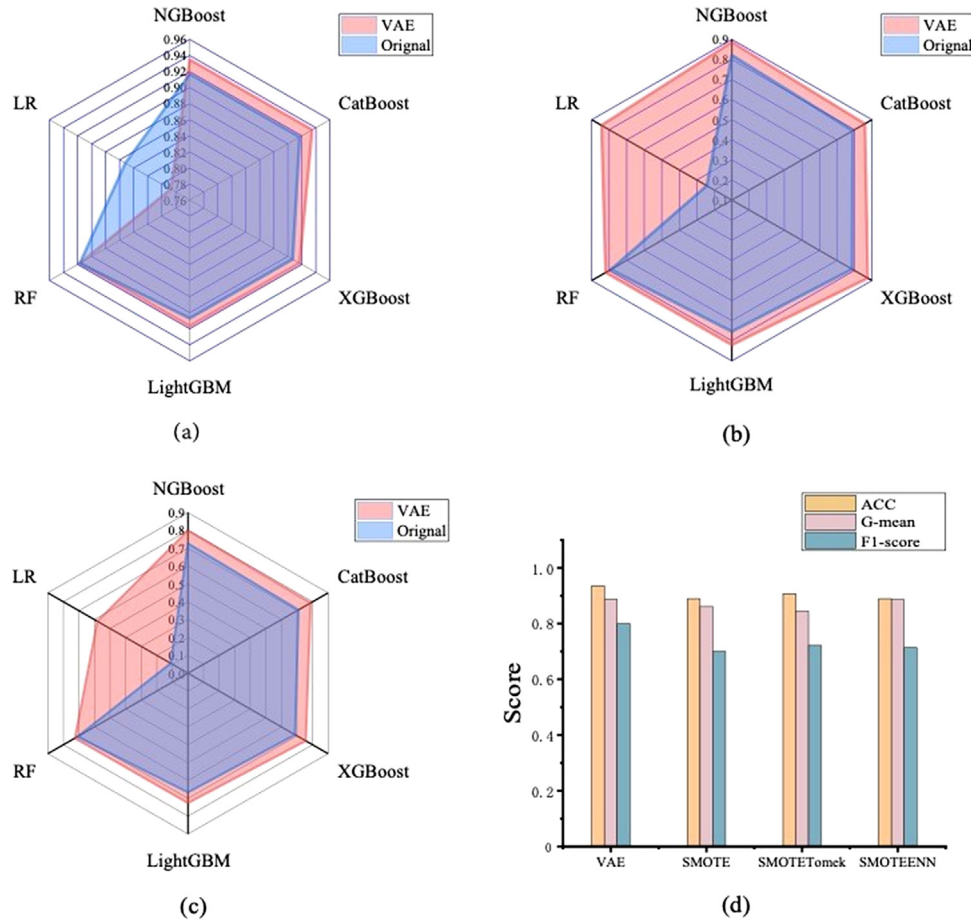 NGBoost
VAE
Orignal
0.96
0.94
0.92
0.90
0.88
0.86
0.84
0.82
0.80
0.78
0.76
LR
CatBoost
RF
XGBoost
LightGBM
(a)
NGBoost
VAE
Orignal
0.9
0.8
0.7
0.6
0.5
0.4
0.3
0.2
0.1
LR
CatBoost
RF
XGBoost
LightGBM
(b)
NGBoost
VAE
Orignal
0.9
0.8
0.7
0.6
0.5
0.4
0.3
0.2
0.1
0.0
LR
CatBoost
RF
XGBoost
LightGBM
(c)
ACC
G-mean
F1-score
Score
1.0
0.8
0.6
0.4
0.2
0
VAE
SMOTE
SMOTETomek
SMOTEENN
(d)